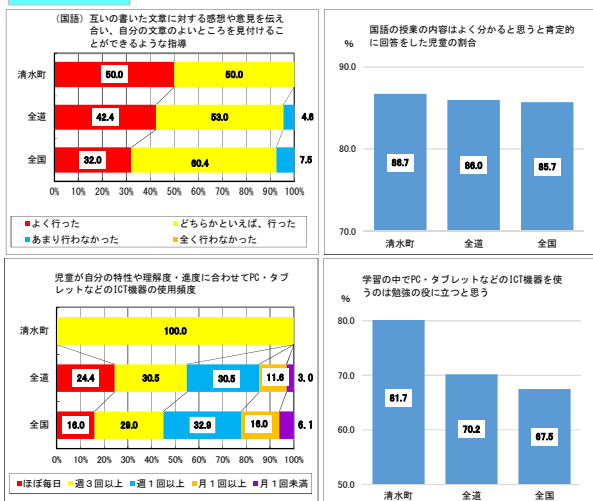 (国語）互いの書いた文章に対する感想や意見を伝え
合い、自分の文章のよいところを見付けるこ
とができるような指導
清水町
50.0
50.0
全道
42.4
53.0
4.6
全国
32.0
60.4
7.5
0% 10% 20% 30% 40% 50% 60% 70% 80% 90% 100%
■よく行った
どちらかといえば、行った
■あまり行わなかった
■全く行わなかった
国語の授業の内容はよく分かると思うと肯定的
に回答をした児童の割合
%
90.0
80.0
70.0
86.7
86.0
85.7
清水町 全道 全国
児童が自分の特性や理解度・進度に合わせてPC・タブ
レットなどのICT機器の使用頻度
清水町
100.0
全道
24.4
30.5
30.5
11.6
3.0
全国
16.0
29.0
32.9
16.0
6.1
0% 10% 20% 30% 40% 50% 60% 70% 80% 90% 100%
■ほぼ毎日 ■週３回以上 ■週１回以上 ■月１回以上 ■月１回未満
学習の中でPC・タブレットなどのICT機器を使
うのは勉強の役に立つと思う
%
80.0
70.0
60.0
50.0
81.7
70.2
67.5
清水町 全道 全国